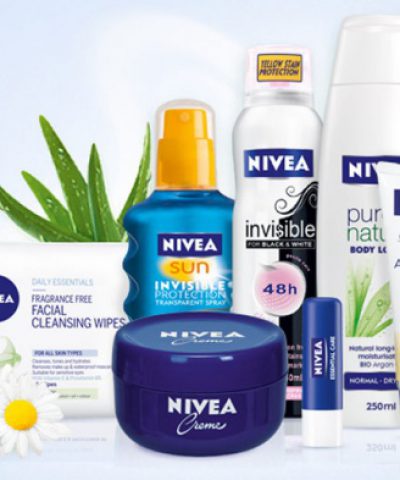 NIVEA
DAILY ESSENTIALS
FRAGRANCE FREE
FACIAL
CLEANSING WIPES
FOR ALL SKIN TYPES
NIVEA
sun
INVISIBLE
PROTECTION
TRANSPARENT SPRAY
NIVEA
Creme
NIVEA
Creme
YELLOW STAIN
PROTECTION
NIVEA
invisible
FOR BLACK & WHITE
48h
NIVEA
ESSENTIAL CARE
NIVEA
pure
natu
BODY LO
Natural long-l
moisturisat
BIO Argan
NORMAL - DRY
250ml